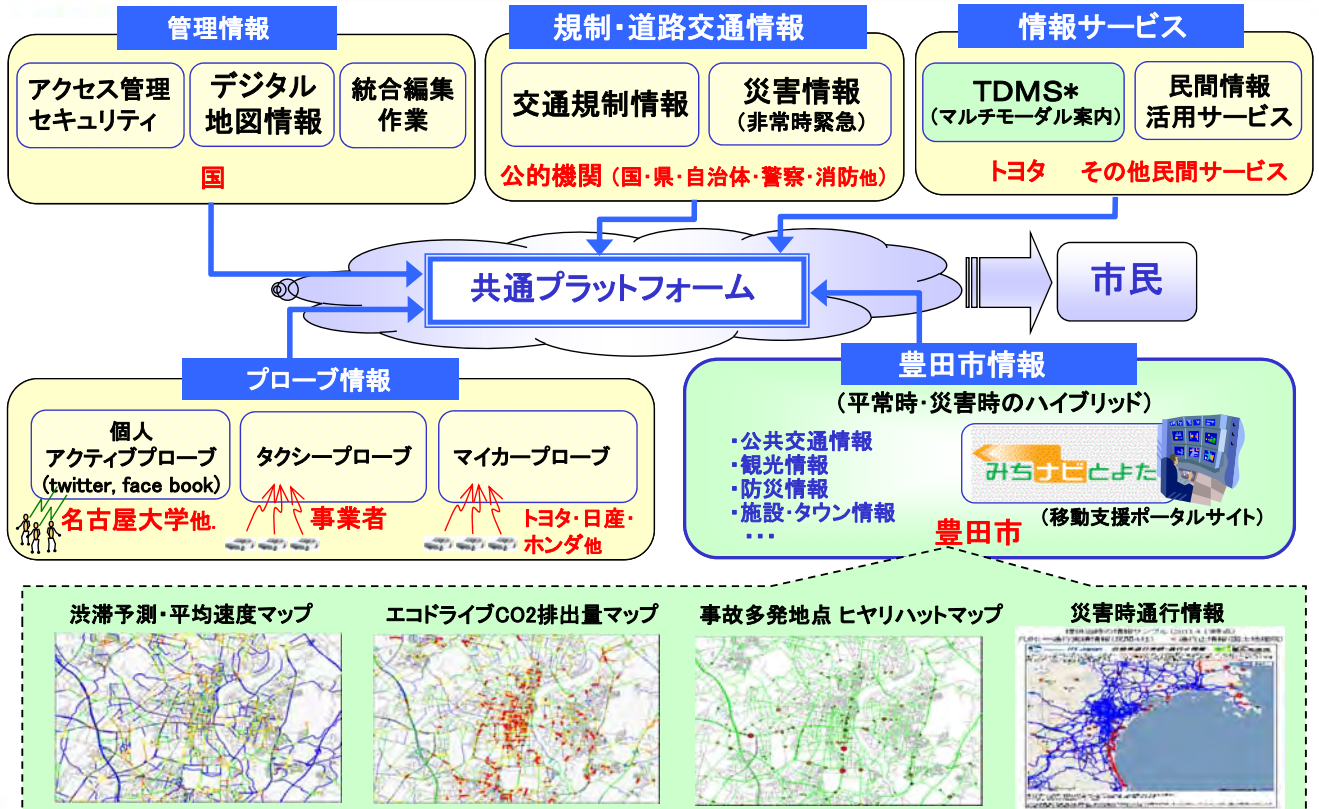 管理情報
アクセス管理
セキュリティ
デジタル
地図情報
統合編集
作業
国
規制・道路交通情報
交通規制情報
災害情報
(非常時緊急)
公的機関 (国・県・自治体・警察・消防他)
情報サービス
TDMS*
(マルチモーダル案内)
民間情報
活用サービス
トヨタ
その他民間サービス
共通プラットフォーム
市民
プローブ情報
個人
アクティブプローブ
(twitter, face book)
名古屋大学他.
タクシープローブ
事業者
マイカープローブ
トヨタ・日産・
ホンダ他
豊田市情報
(平常時・災害時のハイブリッド)
・公共交通情報
・観光情報
・防災情報
・施設・タウン情報
・・・
みちナビとよた
(移動支援ポータルサイト)
豊田市
渋滞予測・平均速度マップ
エコドライブCO2排出量マップ
事故多発地点 ヒヤリハットマップ
災害時通行情報